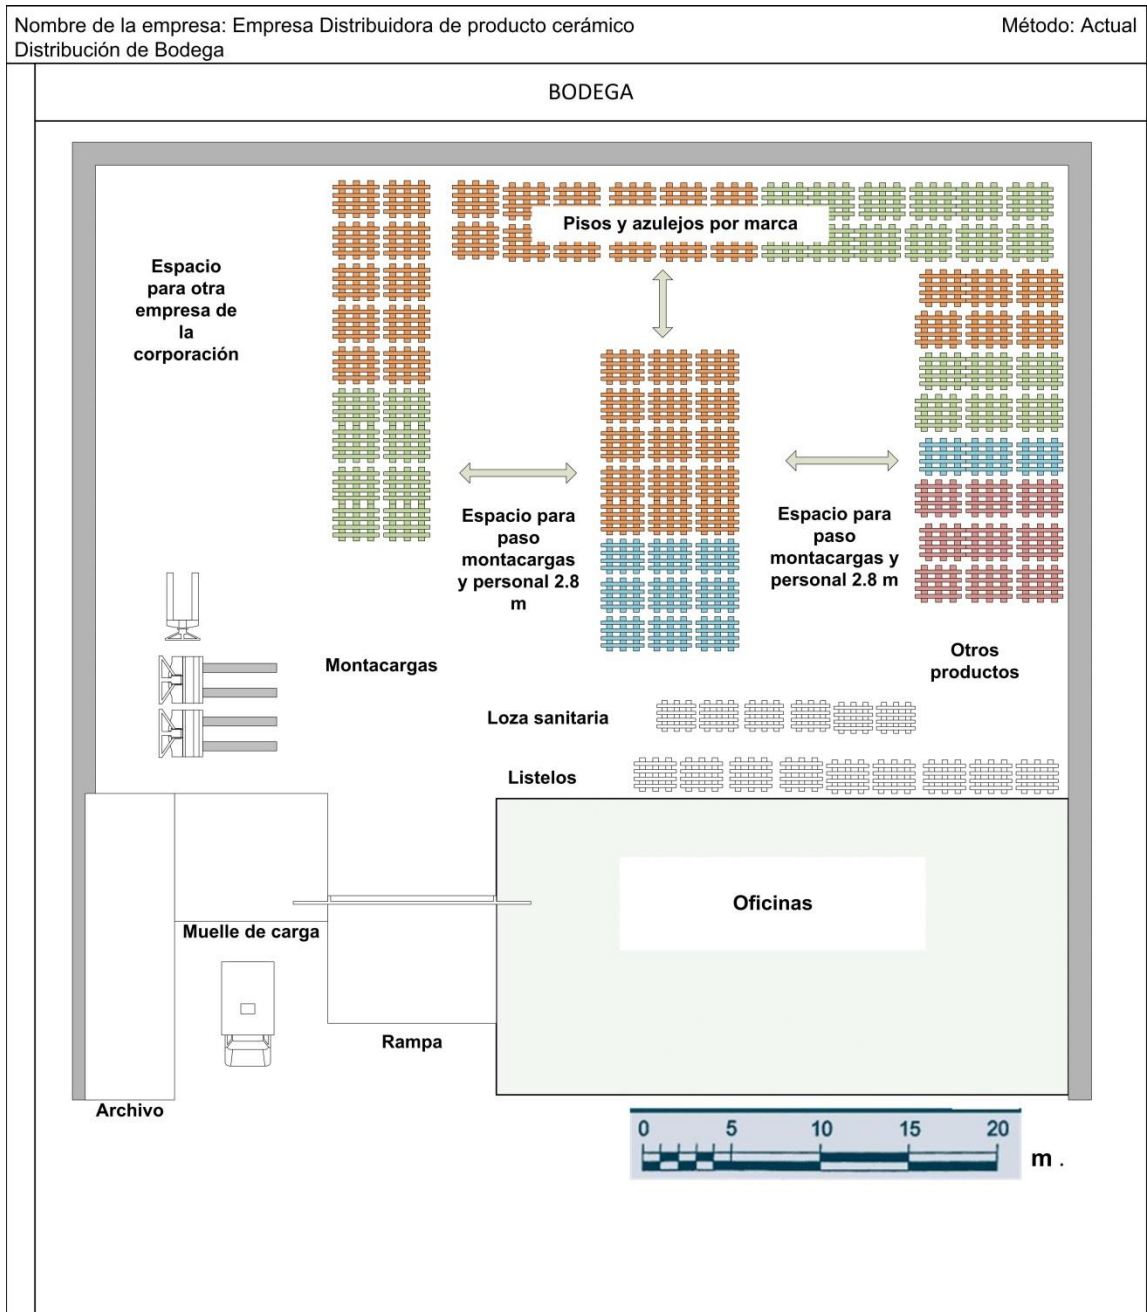 Nombre de la empresa: Empresa Distribuidora de producto cerámico
Método: Actual
Distribución de Bodega
BODEGA
Pisos y azulejos por marca
Espacio
para otra
empresa de
la
corporación
Espacio para
paso
montacargas
y personal 2.8
m
Espacio para
paso
montacargas y
personal 2.8 m
Montacargas
Otros
productos
Loza sanitaria
Listelos
Oficinas
Muelle de carga
Rampa
Archivo
0 5 10 15 20
m .